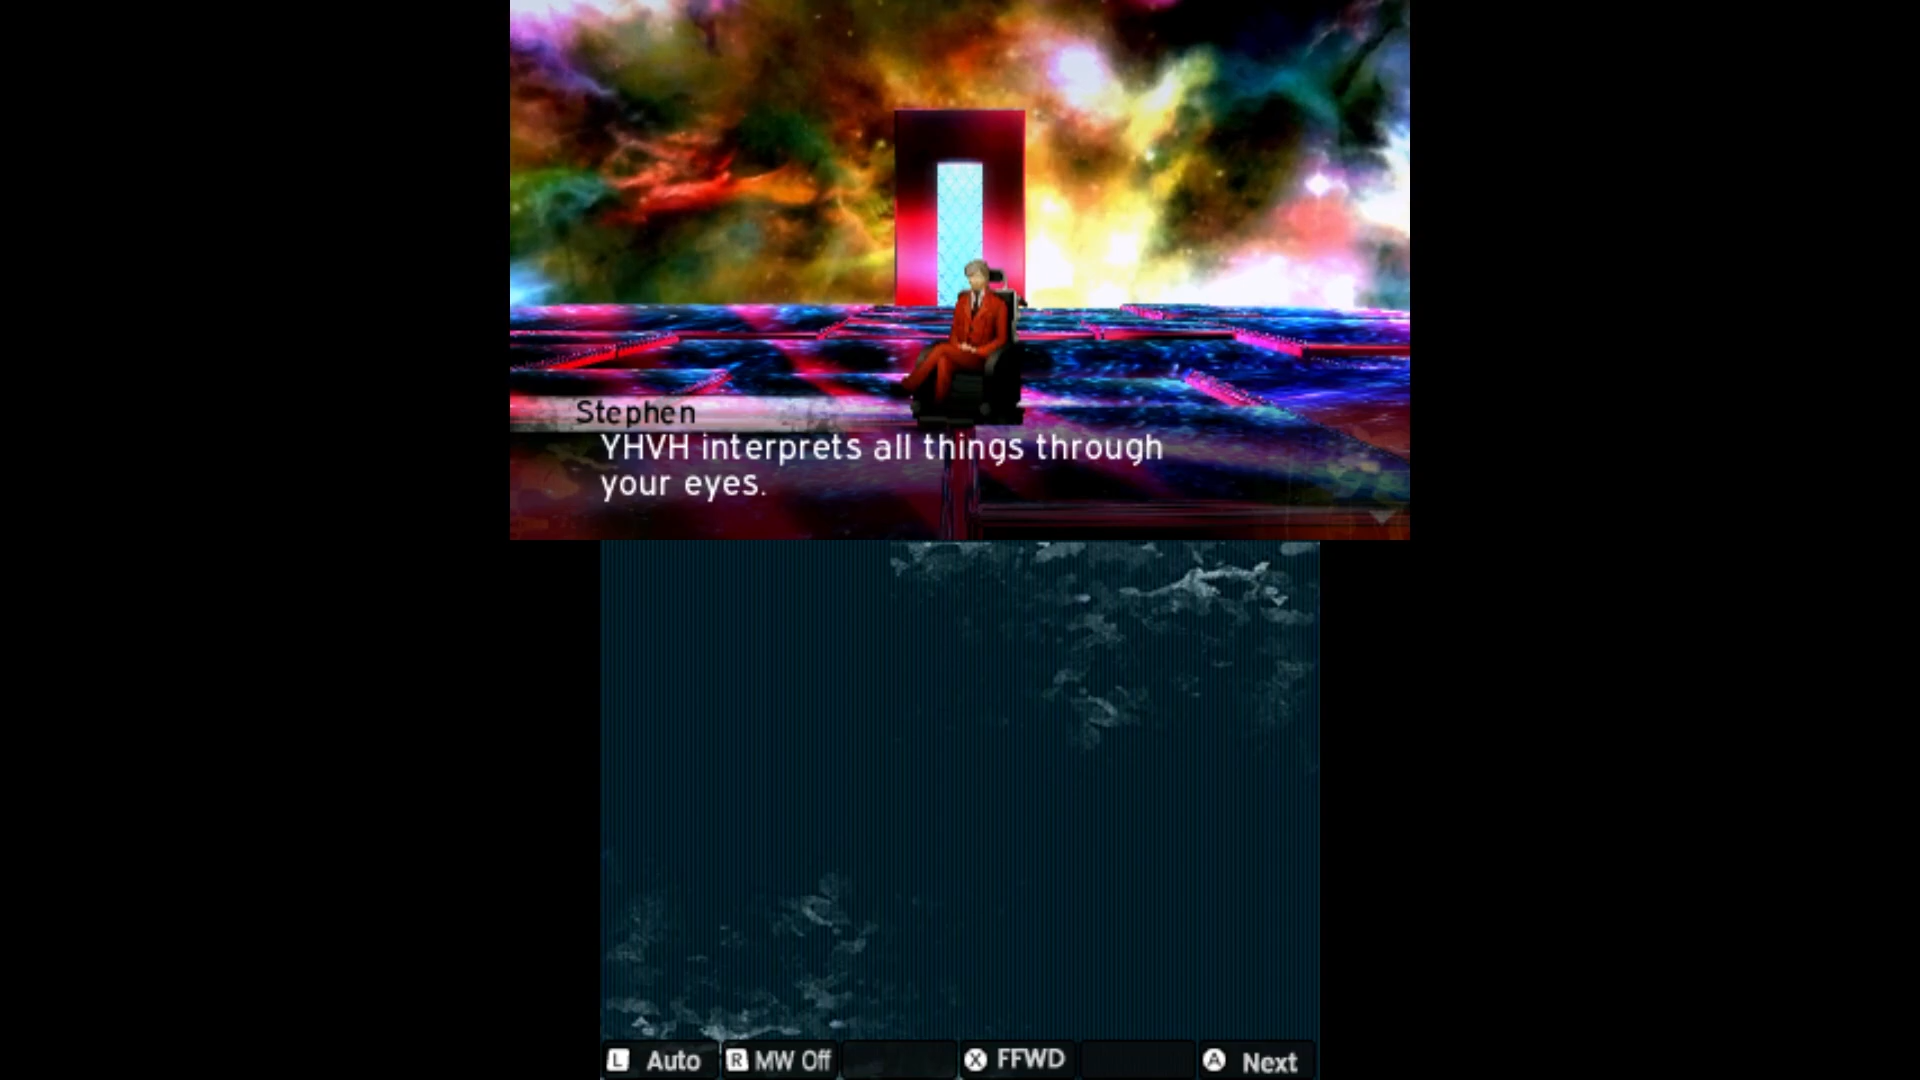 Stephen
YHVH interprets all things through
your eyes.
L Auto R MW Off X FFWD A Next